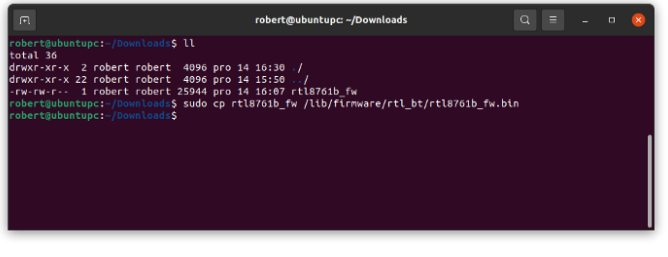 robert@ubuntupc: ~/Downloads
robert@ubuntupc:~/Downloads$ ll
total 36
drwxr-xr-x  2 robert robert  4096 pro 14 16:30 ./
drwxr-xr-x 22 robert robert  4096 pro 14 15:50 ../
-rw-rw-r--  1 robert robert 25944 pro 14 16:07 rtl8761b_fw
robert@ubuntupc:~/Downloads$ sudo cp rtl8761b_fw /lib/firmware/rtl_bt/rtl8761b_fw.bin
robert@ubuntupc:~/Downloads$